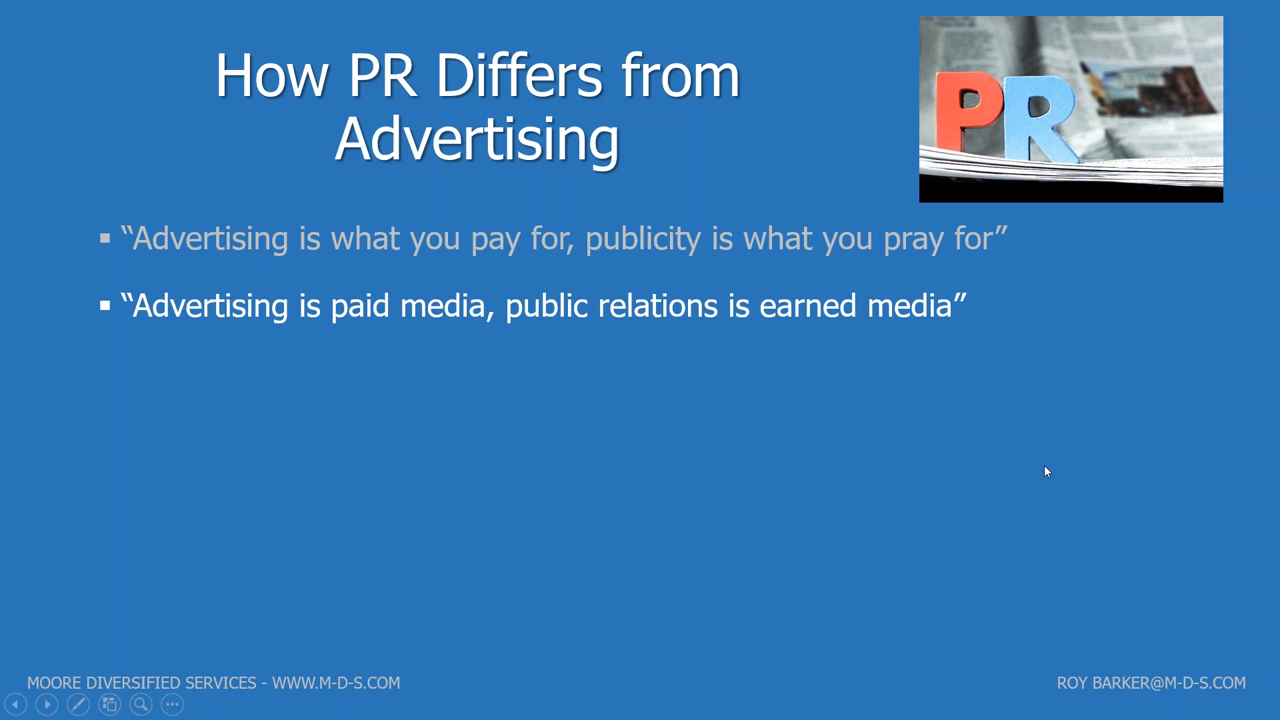 How PR Differs from
Advertising
PR
▪ “Advertising is what you pay for, publicity is what you pray for”
▪ “Advertising is paid media, public relations is earned media”
MOORE DIVERSIFIED SERVICES - WWW.M-D-S.COM
ROY BARKER@M-D-S.COM